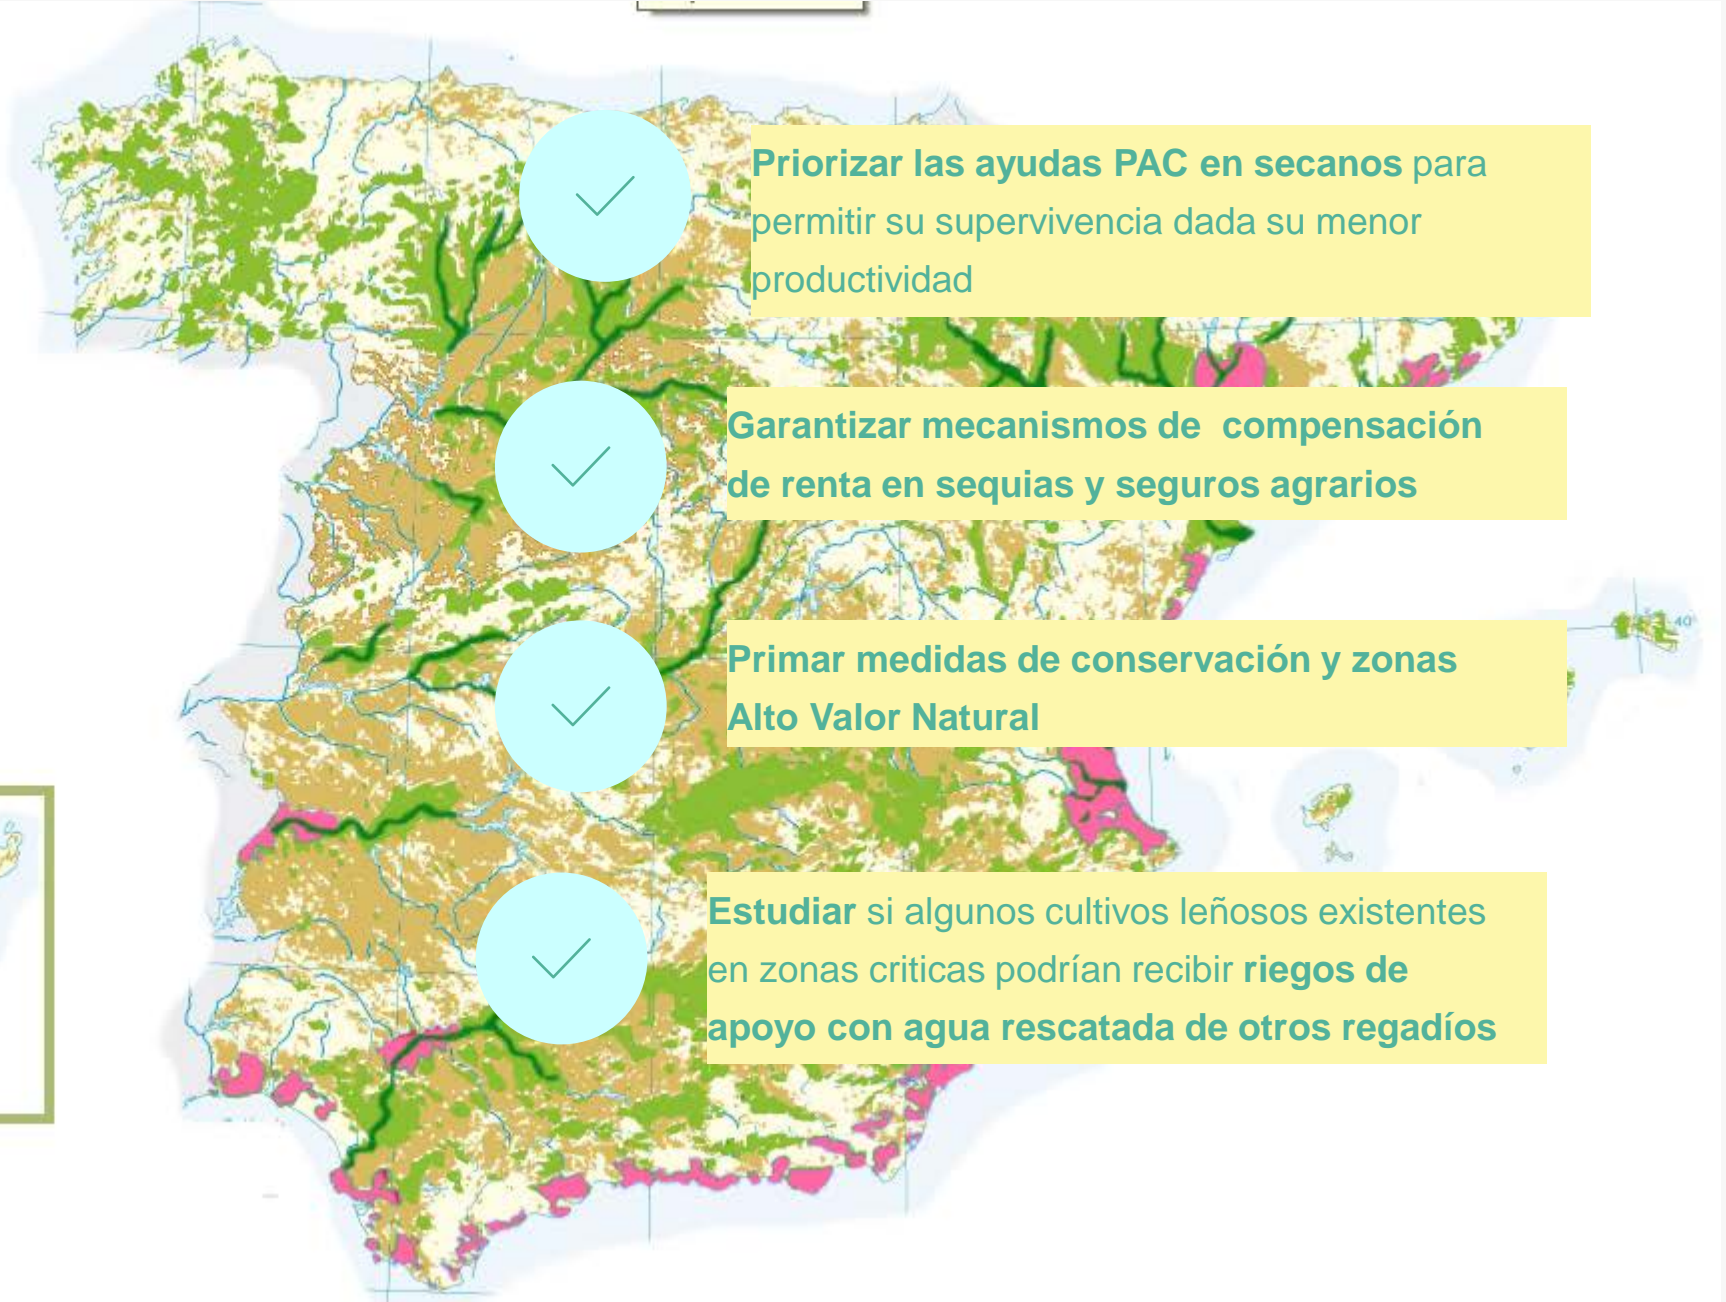 Priorizar las ayudas PAC en secanos para
permitir su supervivencia dada su menor
productividad
Garantizar mecanismos de  compensación
de renta en sequias y seguros agrarios
Primar medidas de conservación y zonas
Alto Valor Natural
Estudiar si algunos cultivos leñosos existentes
en zonas criticas podrían recibir riegos de
apoyo con agua rescatada de otros regadíos
40°